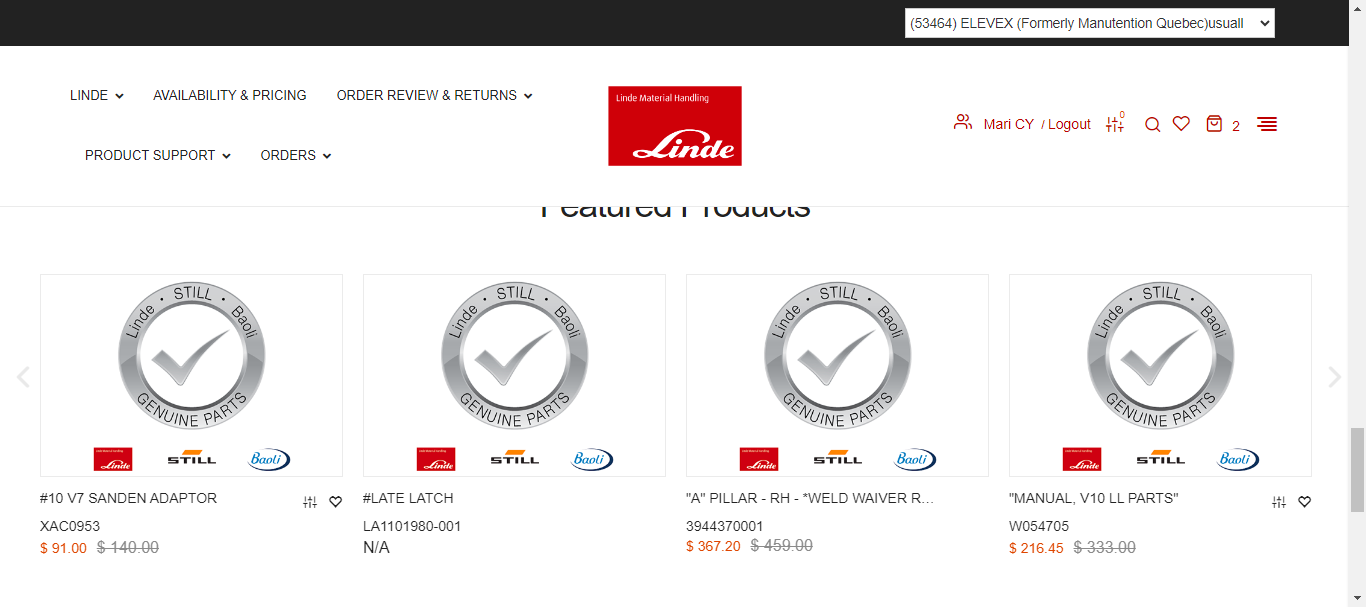 (53464) ELEVEX (Formerly Manutention Quebec)usuall
LINDE AVAILABILITY & PRICING ORDER REVIEW & RETURNS
PRODUCT SUPPORT ORDERS
Linde Material Handling
Linde
Mari CY / Logout 0 2
Featured Products
Linde · STILL · Baoli
GENUINE PARTS
Linde STILL Baoli
#10 V7 SANDEN ADAPTOR
XAC0953
$ 91.00 $ 140.00
Linde · STILL · Baoli
GENUINE PARTS
Linde STILL Baoli
#LATE LATCH
LA1101980-001
N/A
Linde · STILL · Baoli
GENUINE PARTS
Linde STILL Baoli
"A" PILLAR - RH - *WELD WAIVER R...
3944370001
$ 367.20 $ 459.00
Linde · STILL · Baoli
GENUINE PARTS
Linde STILL Baoli
"MANUAL, V10 LL PARTS"
W054705
$ 216.45 $ 333.00